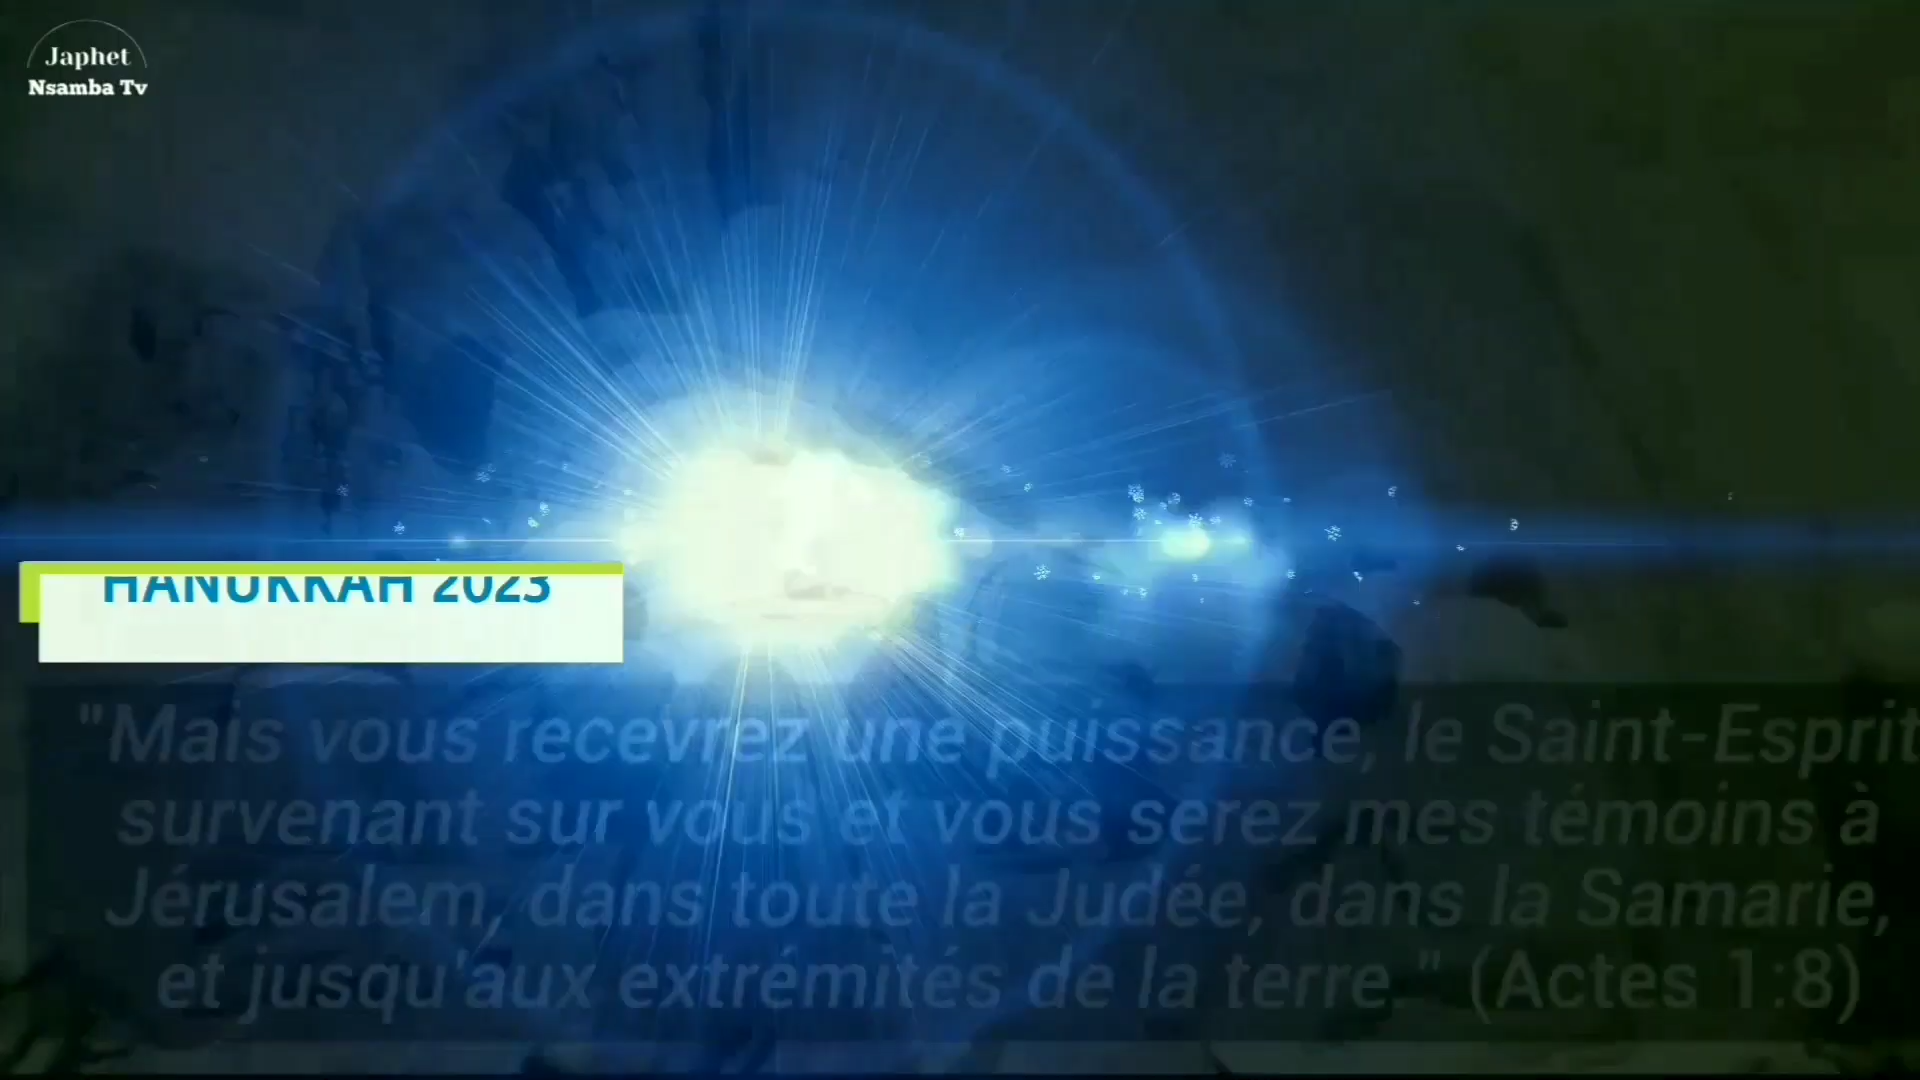 Japhet
Nsamba Tv
HANUKKAH 2023
"Mais vous recevrez une puissance, le Saint-Esprit
survenant sur vous et vous serez mes témoins à
Jérusalem, dans toute la Judée, dans la Samarie,
et jusqu'aux extrémités de la terre." (Actes 1:8)